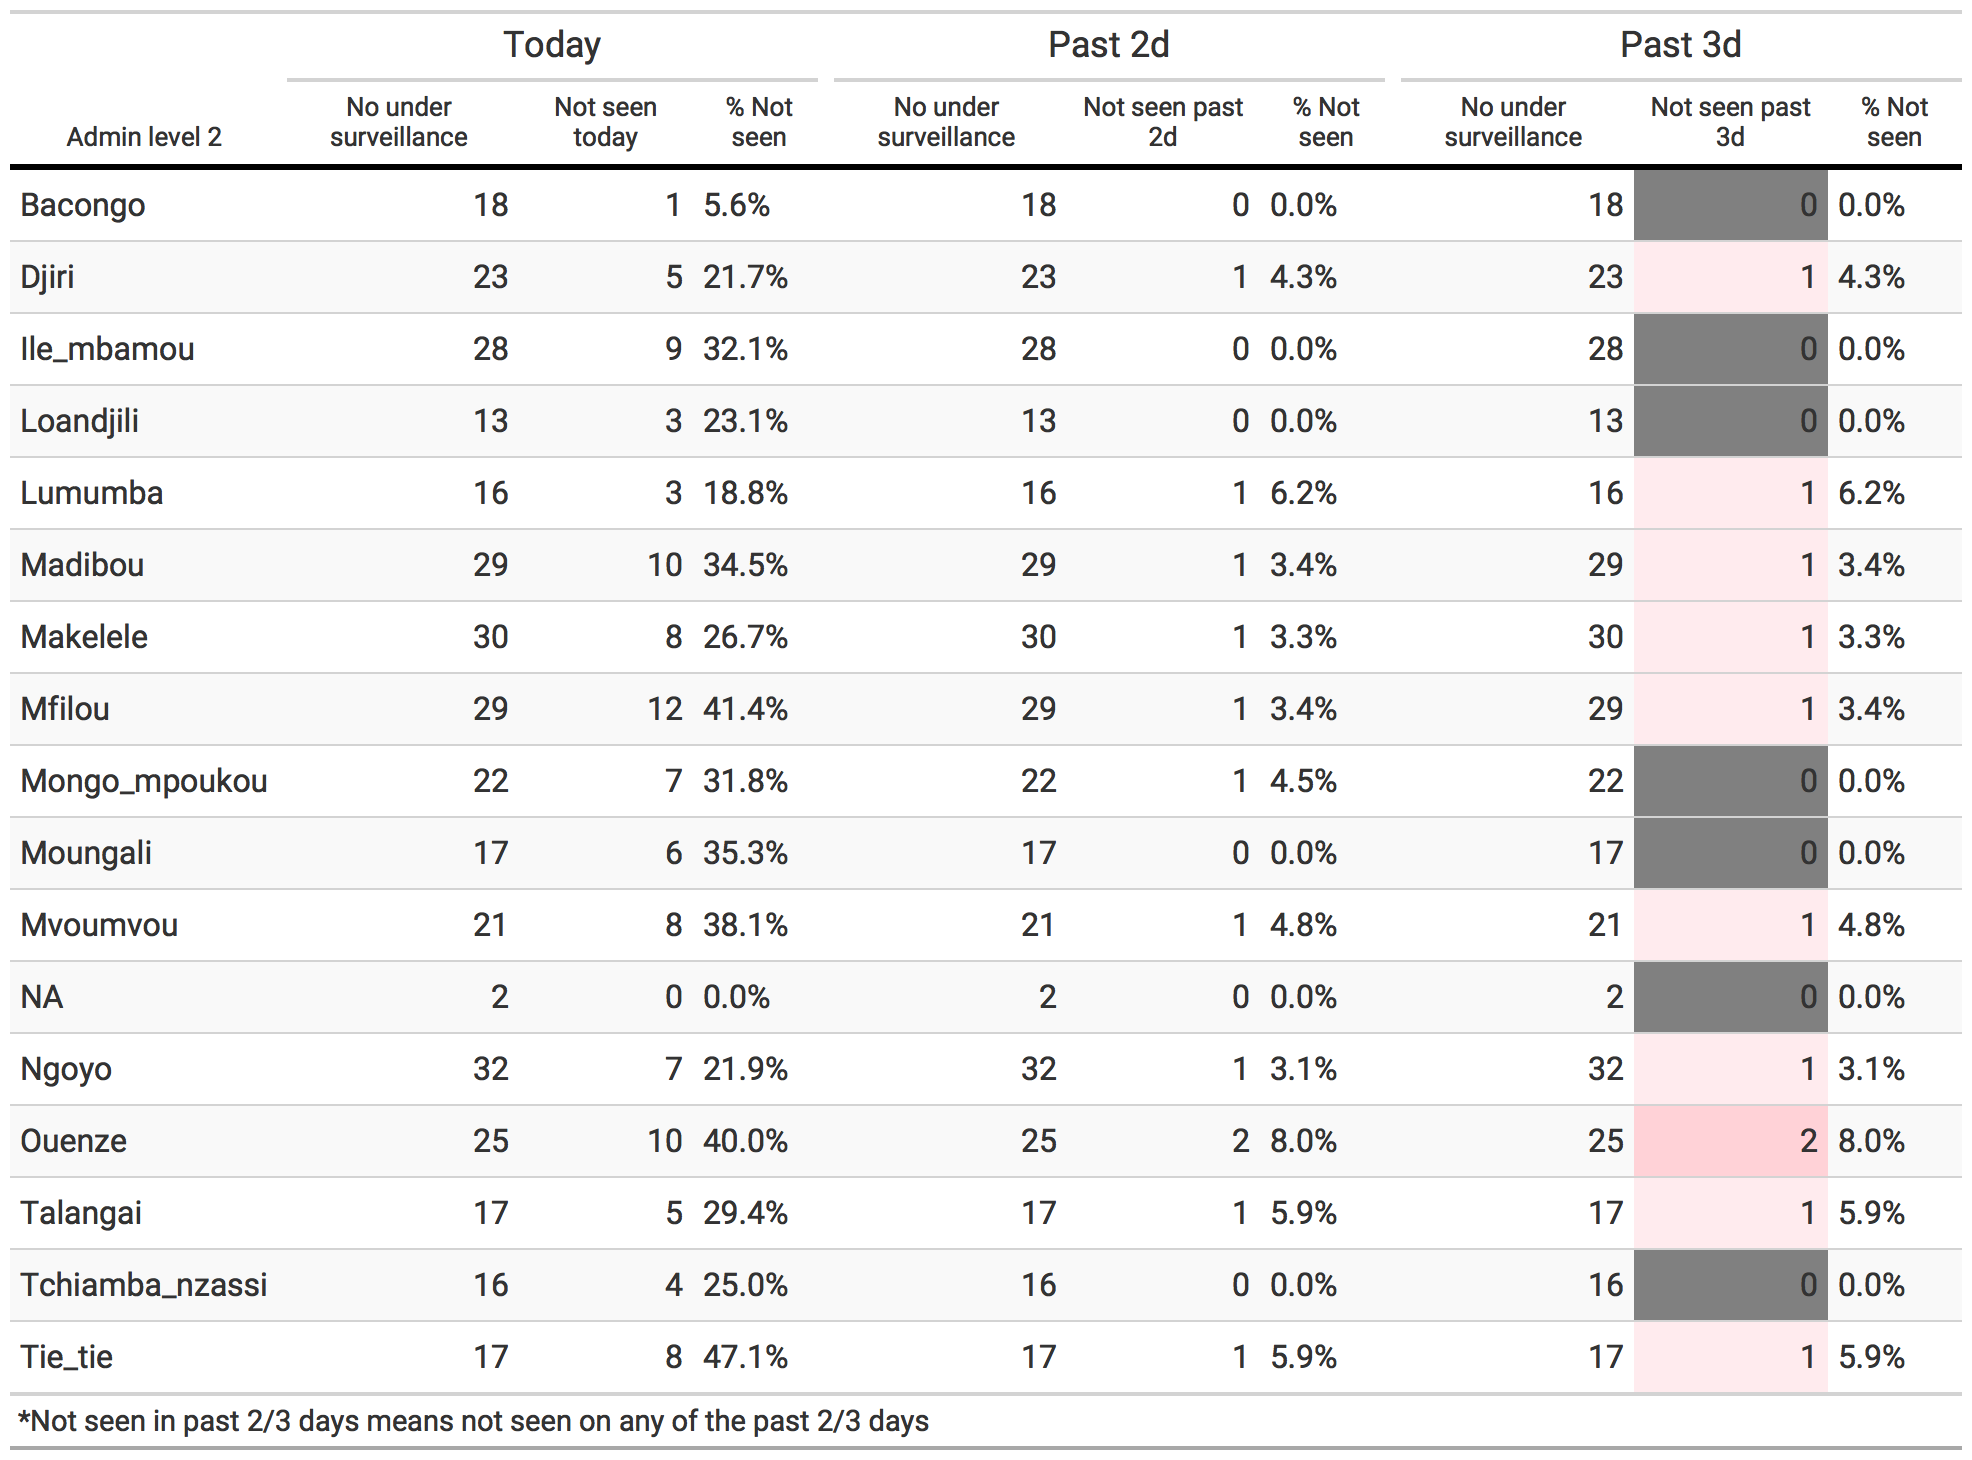 Today Past 2d Past 3d
Admin level 2 No under surveillance Not seen today % Not seen No under surveillance Not seen past 2d % Not seen No under surveillance Not seen past 3d % Not seen
Bacongo 18 1 5.6% 18 0 0.0% 18 0 0.0%
Djiri 23 5 21.7% 23 1 4.3% 23 1 4.3%
Ile_mbamou 28 9 32.1% 28 0 0.0% 28 0 0.0%
Loandjili 13 3 23.1% 13 0 0.0% 13 0 0.0%
Lumumba 16 3 18.8% 16 1 6.2% 16 1 6.2%
Madibou 29 10 34.5% 29 1 3.4% 29 1 3.4%
Makelele 30 8 26.7% 30 1 3.3% 30 1 3.3%
Mfilou 29 12 41.4% 29 1 3.4% 29 1 3.4%
Mongo_mpoukou 22 7 31.8% 22 1 4.5% 22 0 0.0%
Moungali 17 6 35.3% 17 0 0.0% 17 0 0.0%
Mvoumvou 21 8 38.1% 21 1 4.8% 21 1 4.8%
NA 2 0 0.0% 2 0 0.0% 2 0 0.0%
Ngoyo 32 7 21.9% 32 1 3.1% 32 1 3.1%
Ouenze 25 10 40.0% 25 2 8.0% 25 2 8.0%
Talangai 17 5 29.4% 17 1 5.9% 17 1 5.9%
Tchiamba_nzassi 16 4 25.0% 16 0 0.0% 16 0 0.0%
Tie_tie 17 8 47.1% 17 1 5.9% 17 1 5.9%
*Not seen in past 2/3 days means not seen on any of the past 2/3 days